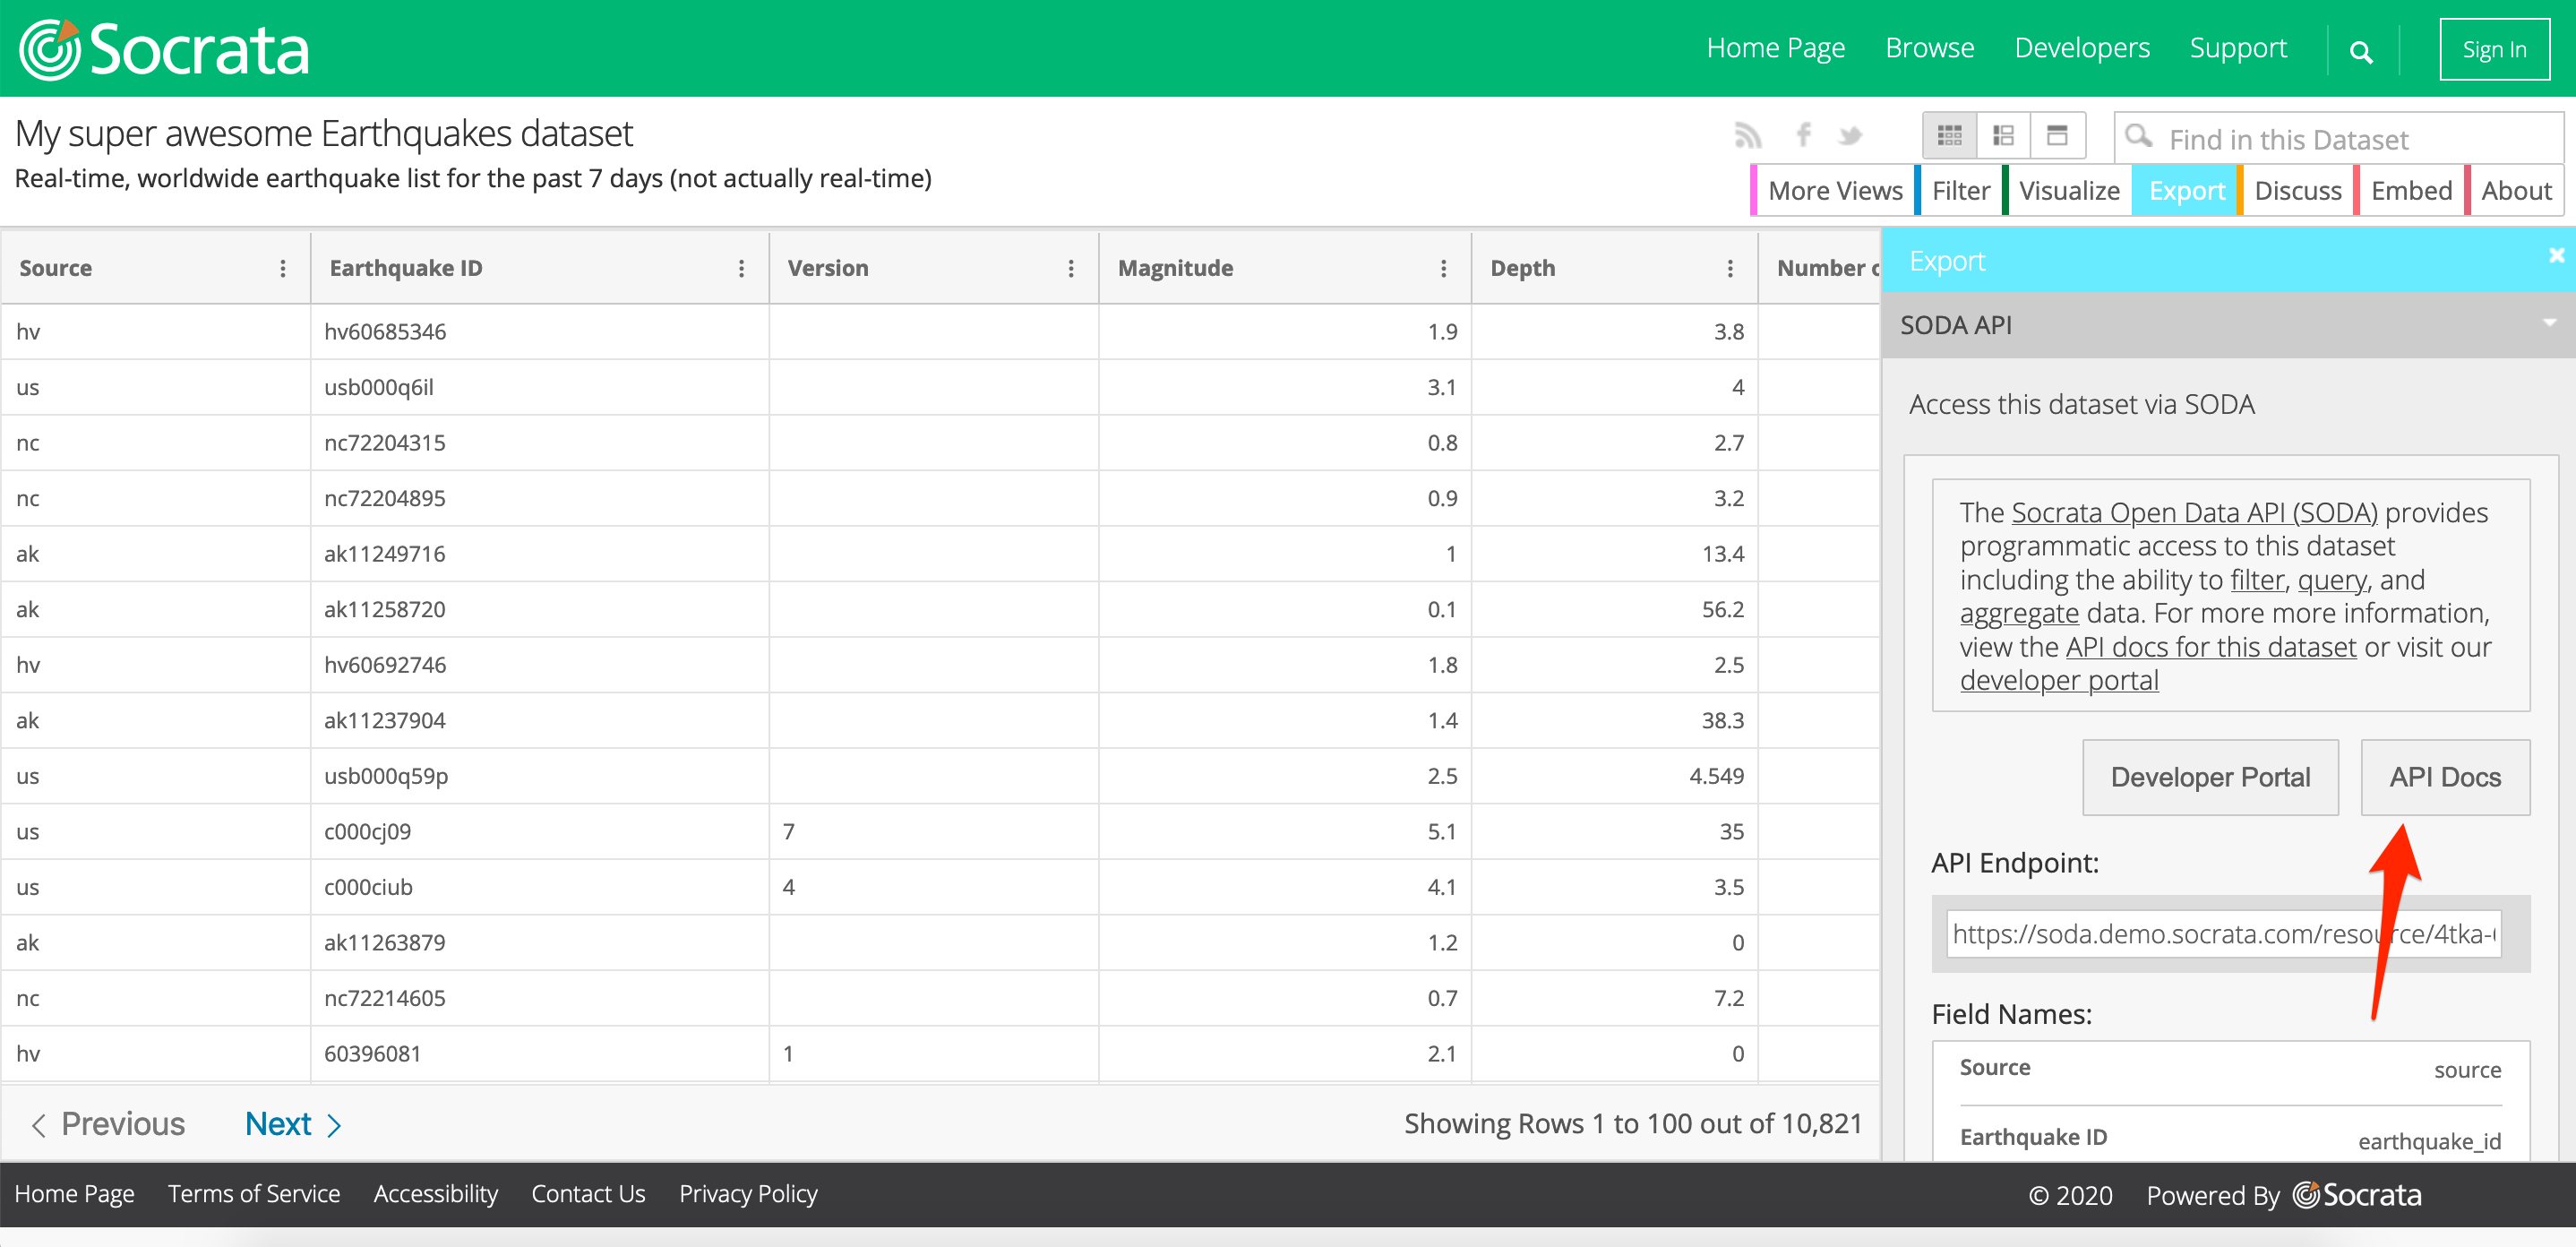 Socrata
Home Page Browse Developers Support Sign In
My super awesome Earthquakes dataset
Real-time, worldwide earthquake list for the past 7 days (not actually real-time)
Find in this Dataset
More Views Filter Visualize Export Discuss Embed About
Source Earthquake ID Version Magnitude Depth Number
hv hv60685346 1.9 3.8
us usb000q6il 3.1 4
nc nc72204315 0.8 2.7
nc nc72204895 0.9 3.2
ak ak11249716 1 13.4
ak ak11258720 0.1 56.2
hv hv60692746 1.8 2.5
ak ak11237904 1.4 38.3
us usb000q59p 2.5 4.549
us c000cj09 7 5.1 35
us c000ciub 4 4.1 3.5
ak ak11263879 1.2 0
nc nc72214605 0.7 7.2
hv 60396081 1 2.1 0
Previous Next
Showing Rows 1 to 100 out of 10,821
Export
SODA API
Access this dataset via SODA
The Socrata Open Data API (SODA) provides
programmatic access to this dataset
including the ability to filter, query, and
aggregate data. For more more information,
view the API docs for this dataset or visit our
developer portal
Developer Portal API Docs
API Endpoint:
https://soda.demo.socrata.com/resource/4tka-
Field Names:
Source source
Earthquake ID earthquake_id
Home Page Terms of Service Accessibility Contact Us Privacy Policy
© 2020 Powered By Socrata